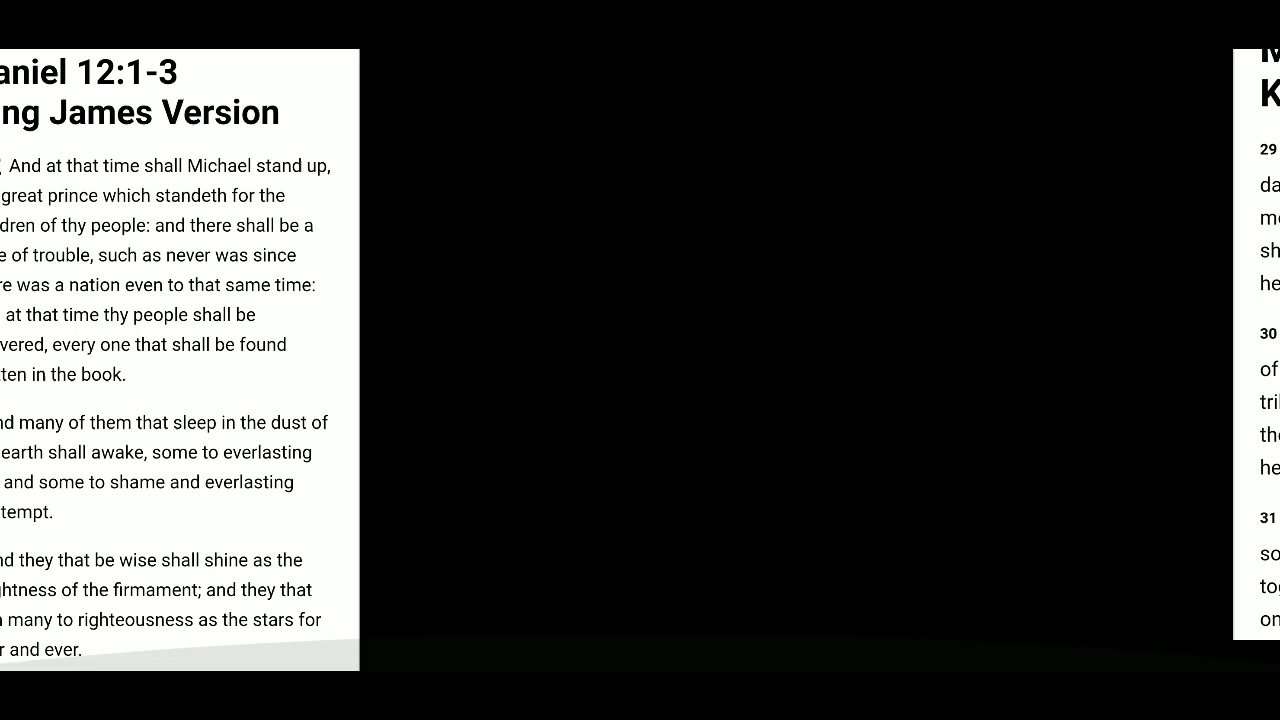 aniel 12:1-3
ng James Version
And at that time shall Michael stand up,
great prince which standeth for the
dren of thy people: and there shall be a
e of trouble, such as never was since
re was a nation even to that same time:
at that time thy people shall be
vered, every one that shall be found
ten in the book.
nd many of them that sleep in the dust of
earth shall awake, some to everlasting
and some to shame and everlasting
tempt.
nd they that be wise shall shine as the
ghtness of the firmament; and they that
many to righteousness as the stars for
r and ever.
K
29
da
me
sh
he
30
of
tri
the
he
31
so
tog
on